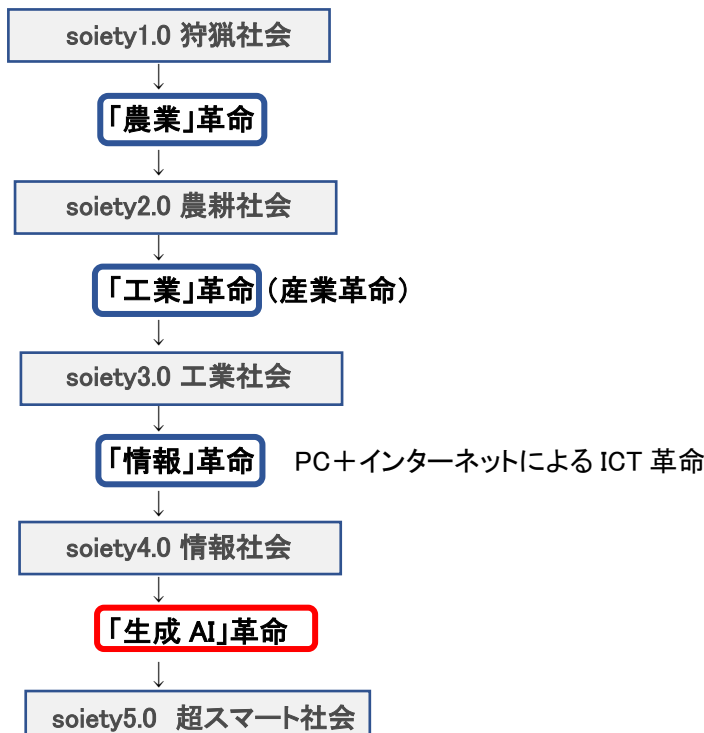 soiety1.0 狩猟社会
↓
「農業」革命
↓
soiety2.0 農耕社会
↓
「工業」革命（産業革命）
↓
soiety3.0 工業社会
↓
「情報」革命 PC＋インターネットによる ICT 革命
↓
soiety4.0 情報社会
↓
「生成 AI」革命
↓
soiety5.0 超スマート社会